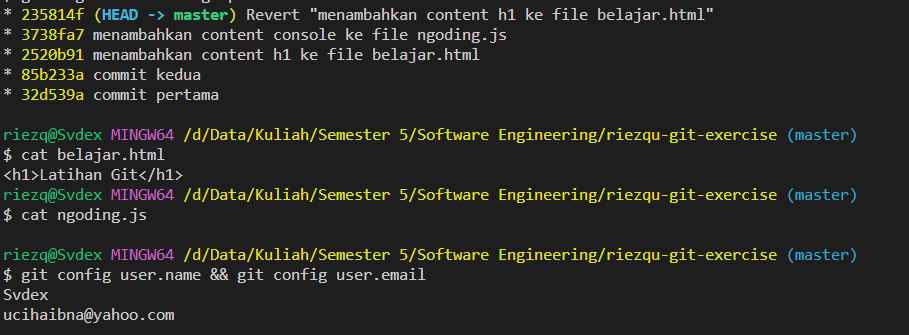 * 235814f (HEAD -> master) Revert "menambahkan content h1 ke file belajar.html"
* 3738fa7 menambahkan content console ke file ngoding.js
* 2520b91 menambahkan content h1 ke file belajar.html
* 85b233a commit kedua
* 32d539a commit pertama
riezq@Svdex MINGW64 /d/Data/Kuliah/Semester 5/Software Engineering/riezqu-git-exercise (master)
$ cat belajar.html
<h1>Latihan Git</h1>
riezq@Svdex MINGW64 /d/Data/Kuliah/Semester 5/Software Engineering/riezqu-git-exercise (master)
$ cat ngoding.js
riezq@Svdex MINGW64 /d/Data/Kuliah/Semester 5/Software Engineering/riezqu-git-exercise (master)
$ git config user.name && git config user.email
Svdex
ucihaibna@yahoo.com